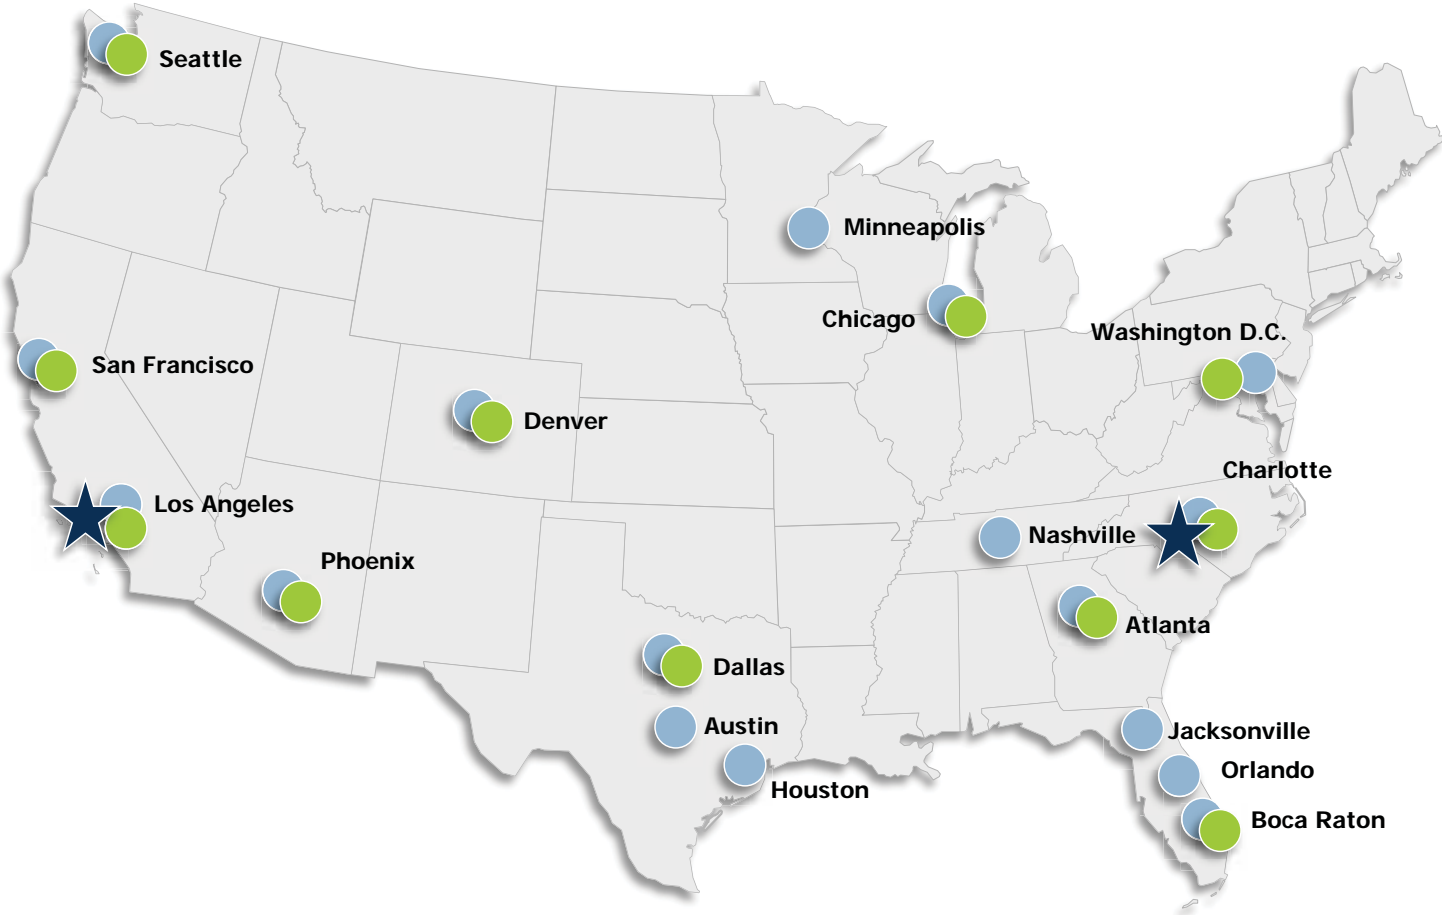 Seattle
Minneapolis
Chicago
Washington D.C.
San Francisco
Denver
Charlotte
Los Angeles
Nashville
Phoenix
Atlanta
Dallas
Austin
Jacksonville
Orlando
Houston
Boca Raton